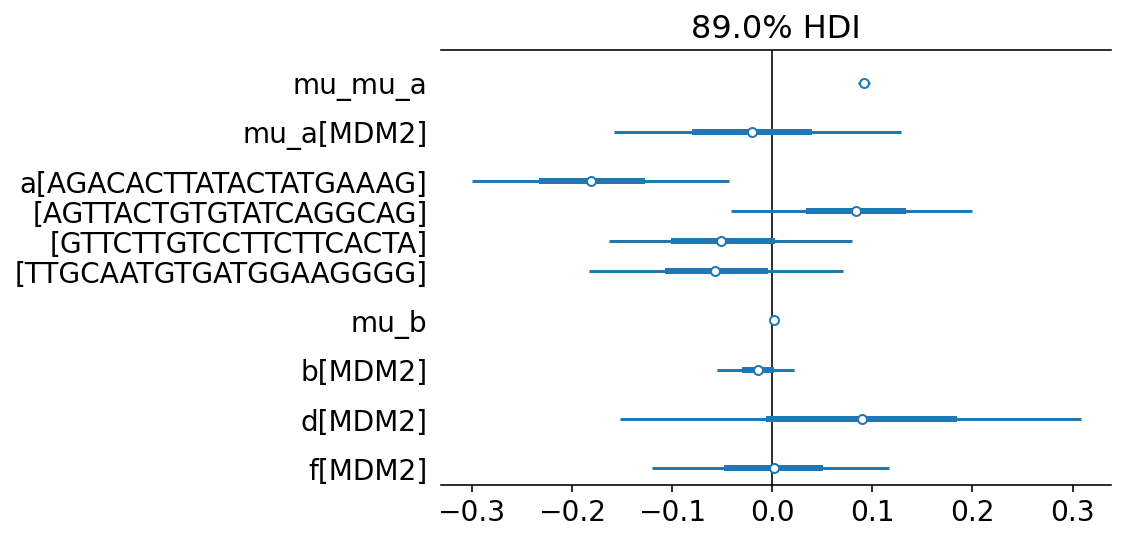 89.0% HDI
mu_mu_a
mu_a[MDM2]
a[AGACACTTATACTATGAAAG]
[AGTTACTGTGTATCAGGCAG]
[GTTCTTGTCCTTCTTCACTA]
[TTGCAATGTGATGGAAGGGG]
mu_b
b[MDM2]
d[MDM2]
f[MDM2]
−0.3 −0.2 −0.1 0.0 0.1 0.2 0.3